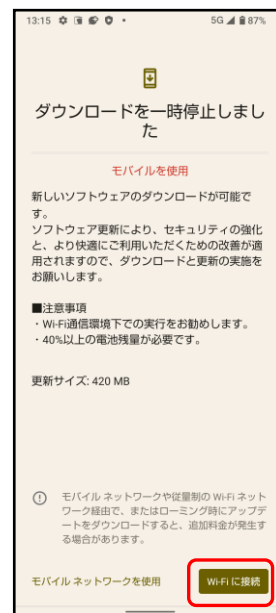 13:15 5G 87%
ダウンロードを一時停止しまし
た
モバイルを使用
新しいソフトウェアのダウンロードが可能で
す。
ソフトウェア更新により、セキュリティの強化
と、より快適にご利用いただくための改善が適
用されますので、ダウンロードと更新の実施を
お願いします。
■注意事項
・Wi-Fi通信環境下での実行をお勧めします。
・40%以上の電池残量が必要です。
更新サイズ: 420 MB
モバイル ネットワークや従量制の Wi-Fi ネット
ワーク経由で、またはローミング時にアップデ
ートをダウンロードすると、追加料金が発生す
る場合があります。
モバイル ネットワークを使用 Wi-Fi に接続